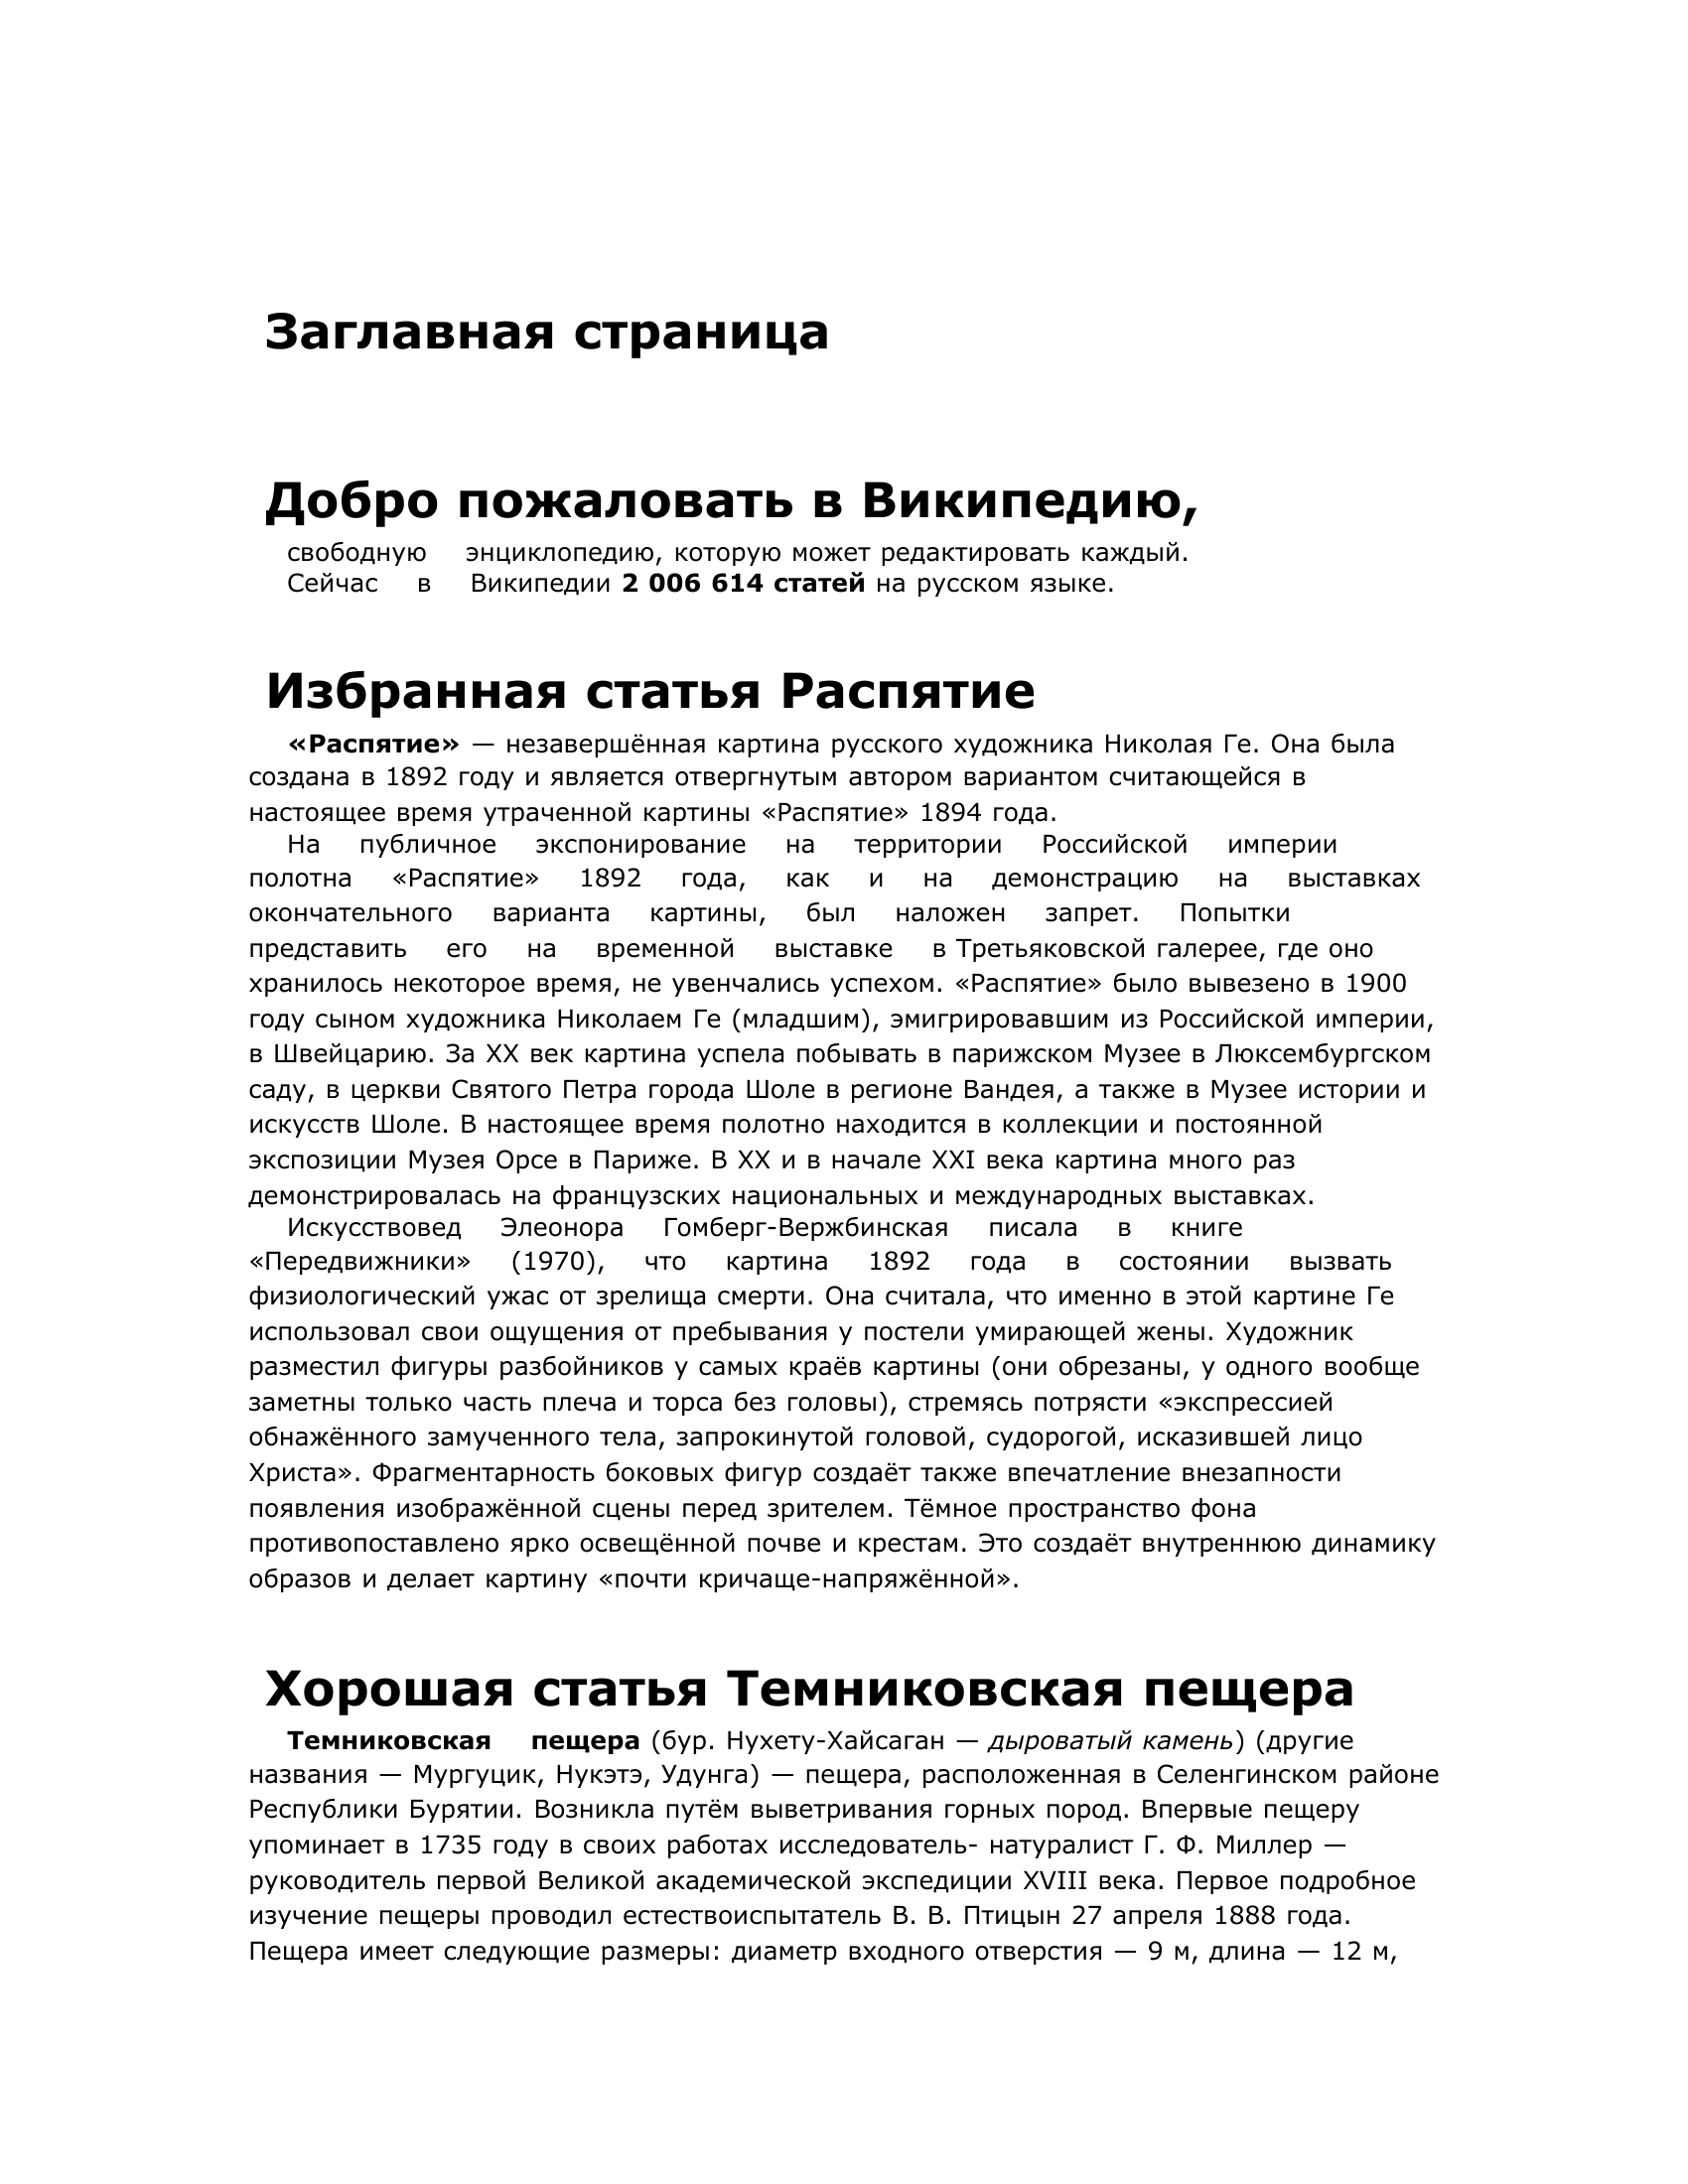 Заглавная страница
Добро пожаловать в Википедию,
свободную энциклопедию, которую может редактировать каждый.
Сейчас в Википедии 2 006 614 статей на русском языке.
Избранная статья Распятие
«Распятие» — незавершённая картина русского художника Николая Ге. Она была
создана в 1892 году и является отвергнутым автором вариантом считающейся в
настоящее время утраченной картины «Распятие» 1894 года.
На публичное экспонирование на территории Российской империи
полотна «Распятие» 1892 года, как и на демонстрацию на выставках
окончательного варианта картины, был наложен запрет. Попытки
представить его на временной выставке в Третьяковской галерее, где оно
хранилось некоторое время, не увенчались успехом. «Распятие» было вывезено в 1900
году сыном художника Николаем Ге (младшим), эмигрировавшим из Российской империи,
в Швейцарию. За XX век картина успела побывать в парижском Музее в Люксембургском
саду, в церкви Святого Петра города Шоле в регионе Вандея, а также в Музее истории и
искусств Шоле. В настоящее время полотно находится в коллекции и постоянной
экспозиции Музея Орсе в Париже. В XX и в начале XXI века картина много раз
демонстрировалась на французских национальных и международных выставках.
Искусствовед Элеонора Гомберг-Вержбинская писала в книге
«Передвижники» (1970), что картина 1892 года в состоянии вызвать
физиологический ужас от зрелища смерти. Она считала, что именно в этой картине Ге
использовал свои ощущения от пребывания у постели умирающей жены. Художник
разместил фигуры разбойников у самых краёв картины (они обрезаны, у одного вообще
заметны только часть плеча и торса без головы), стремясь потрясти «экспрессией
обнажённого замученного тела, запрокинутой головой, судорогой, исказившей лицо
Христа». Фрагментарность боковых фигур создаёт также впечатление внезапности
появления изображённой сцены перед зрителем. Тёмное пространство фона
противопоставлено ярко освещённой почве и крестам. Это создаёт внутреннюю динамику
образов и делает картину «почти кричаще-напряжённой».
Хорошая статья Темниковская пещера
Темниковская пещера (бур. Нухету-Хайсаган — дыроватый камень) (другие
названия — Мургуцик, Нукэтэ, Удунга) — пещера, расположенная в Селенгинском районе
Республики Бурятии. Возникла путём выветривания горных пород. Впервые пещеру
упоминает в 1735 году в своих работах исследователь- натуралист Г. Ф. Миллер —
руководитель первой Великой академической экспедиции XVIII века. Первое подробное
изучение пещеры проводил естествоиспытатель В. В. Птицын 27 апреля 1888 года.
Пещера имеет следующие размеры: диаметр входного отверстия — 9 м, длина — 12 м,